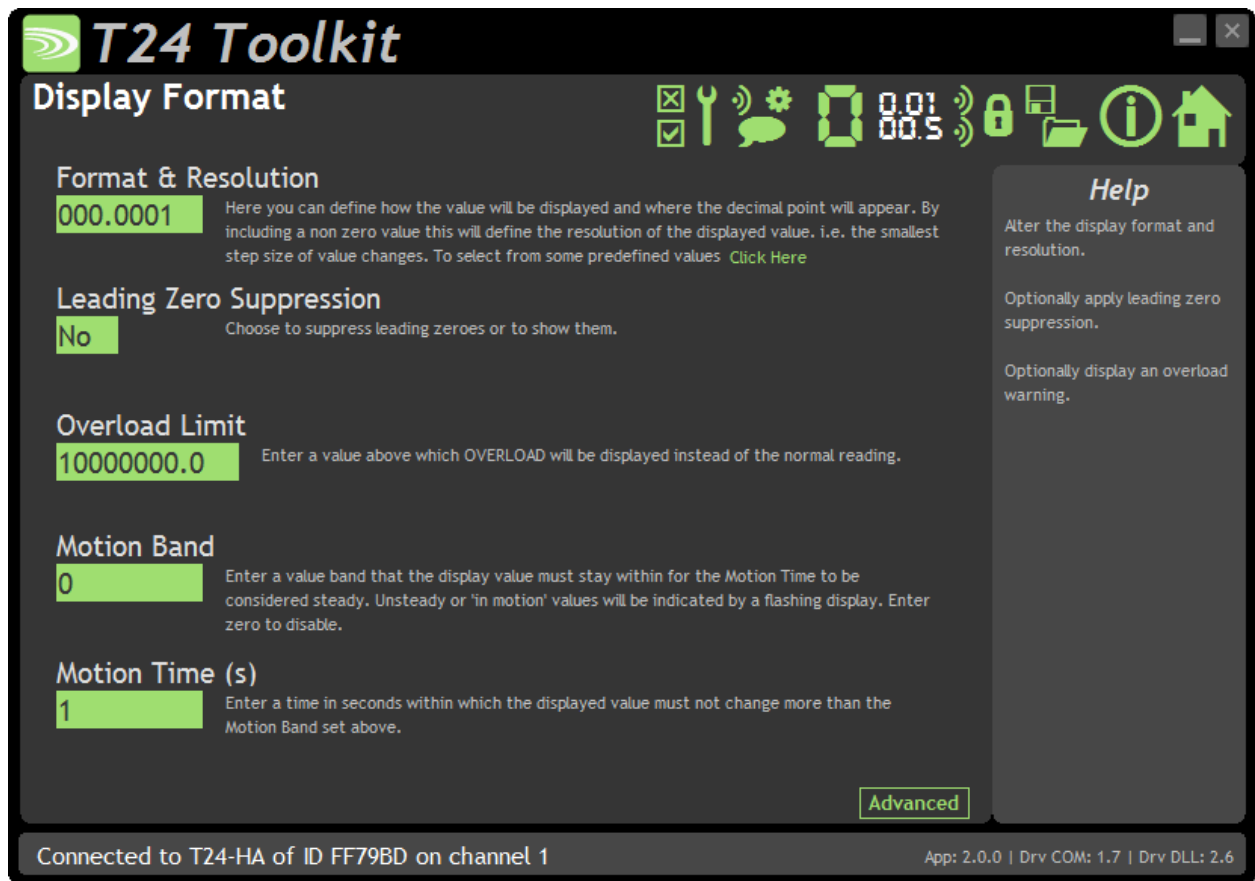 T24 Toolkit
Display Format
0.01
00.5
Format & Resolution
000.0001
Here you can define how the value will be displayed and where the decimal point will appear. By
including a non zero value this will define the resolution of the displayed value. i.e. the smallest
step size of value changes. To select from some predefined values Click Here
Leading Zero Suppression
No
Choose to suppress leading zeroes or to show them.
Overload Limit
10000000.0
Enter a value above which OVERLOAD will be displayed instead of the normal reading.
Motion Band
0
Enter a value band that the display value must stay within for the Motion Time to be
considered steady. Unsteady or 'in motion' values will be indicated by a flashing display. Enter
zero to disable.
Motion Time (s)
1
Enter a time in seconds within which the displayed value must not change more than the
Motion Band set above.
Advanced
Help
Alter the display format and
resolution.
Optionally apply leading zero
suppression.
Optionally display an overload
warning.
Connected to T24-HA of ID FF79BD on channel 1
App: 2.0.0 | Drv COM: 1.7 | Drv DLL: 2.6